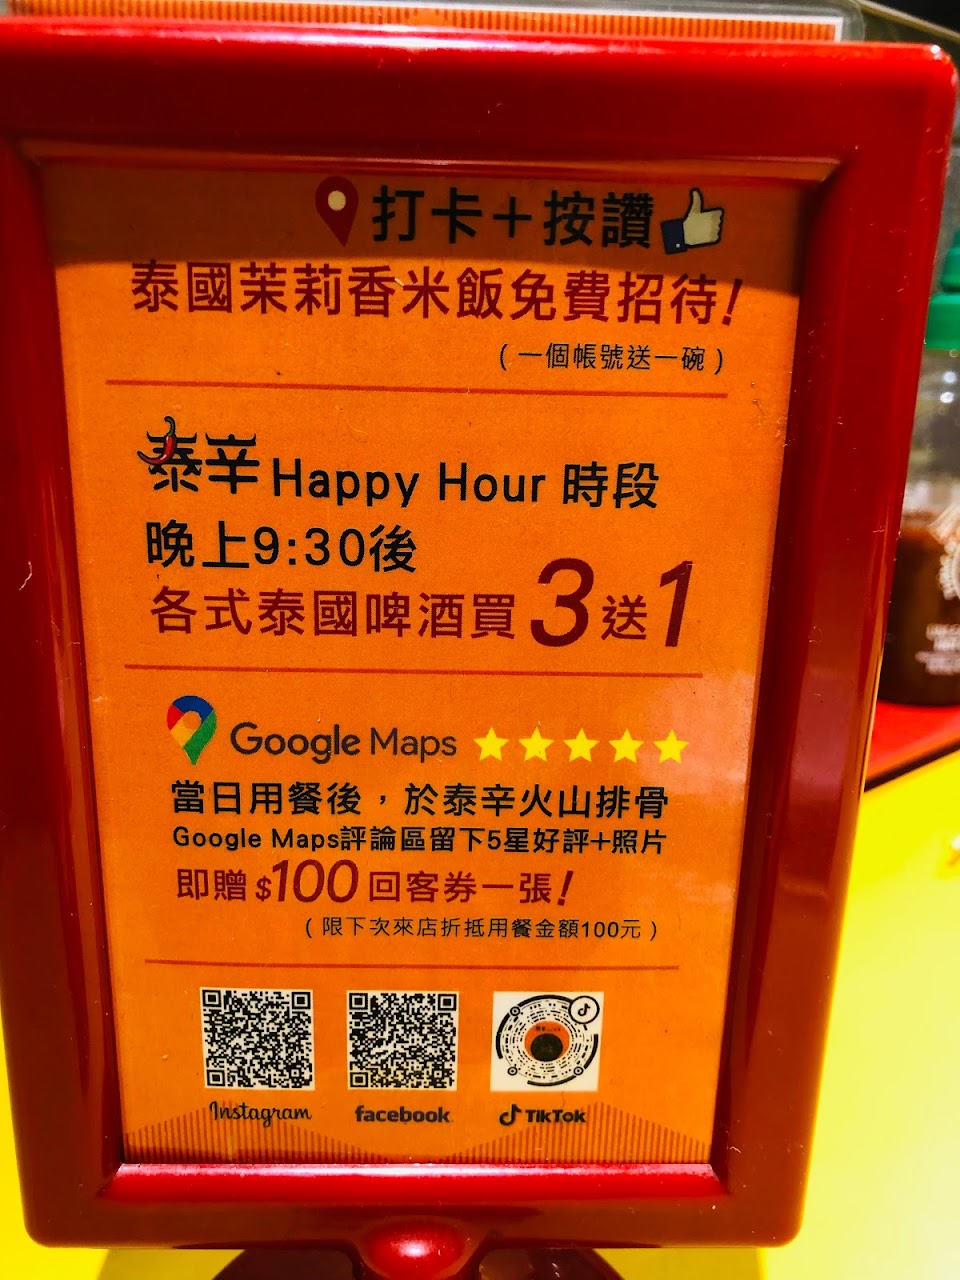 打卡＋按讚
泰國茉莉香米飯免費招待!
(一個帳號送一碗)
泰辛 Happy Hour 時段
晚上9:30後
各式泰國啤酒買3送1
Google Maps
當日用餐後，於泰辛火山排骨
Google Maps評論區留下5星好評+照片
即贈$100回客券一張!
(限下次來店折抵用餐金額100元)
Instagram facebook TikTok